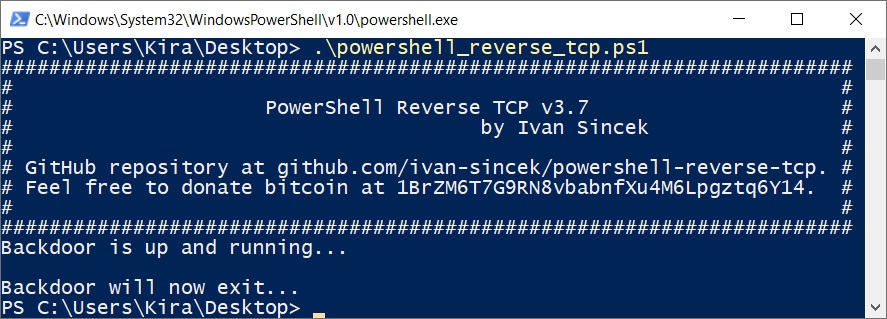 C:\Windows\System32\WindowsPowerShell\v1.0\powershell.exe
PS C:\Users\Kira\Desktop> .\powershell_reverse_tcp.ps1
#######################################################################
#                                                                     #
#                     PowerShell Reverse TCP v3.7                     #
#                                       by Ivan Sincek                #
#                                                                     #
# GitHub repository at github.com/ivan-sincek/powershell-reverse-tcp. #
# Feel free to donate bitcoin at 1BrZM6T7G9RN8vbabnfXu4M6Lpgztq6Y14.  #
#                                                                     #
#######################################################################
Backdoor is up and running...
Backdoor will now exit...
PS C:\Users\Kira\Desktop>